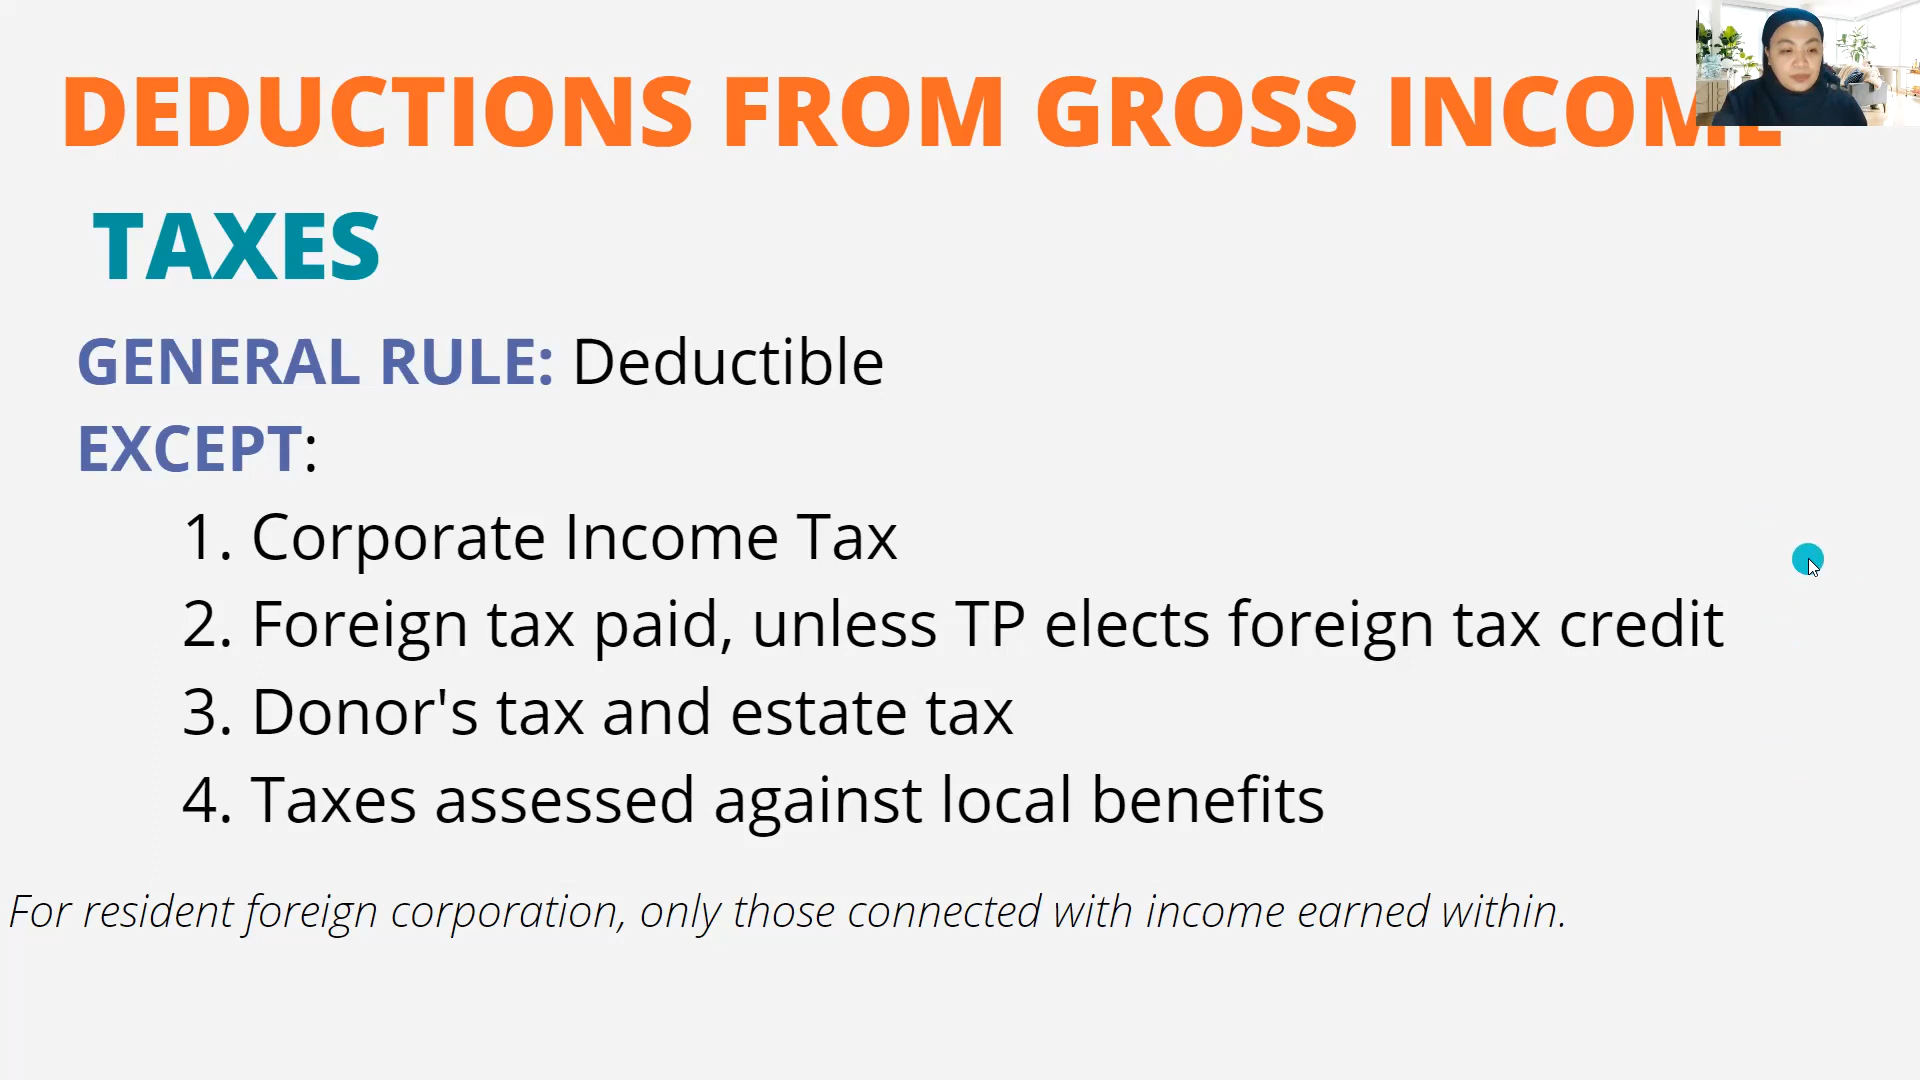 DEDUCTIONS FROM GROSS INCOME
TAXES
GENERAL RULE: Deductible
EXCEPT:
1. Corporate Income Tax
2. Foreign tax paid, unless TP elects foreign tax credit
3. Donor's tax and estate tax
4. Taxes assessed against local benefits
For resident foreign corporation, only those connected with income earned within.